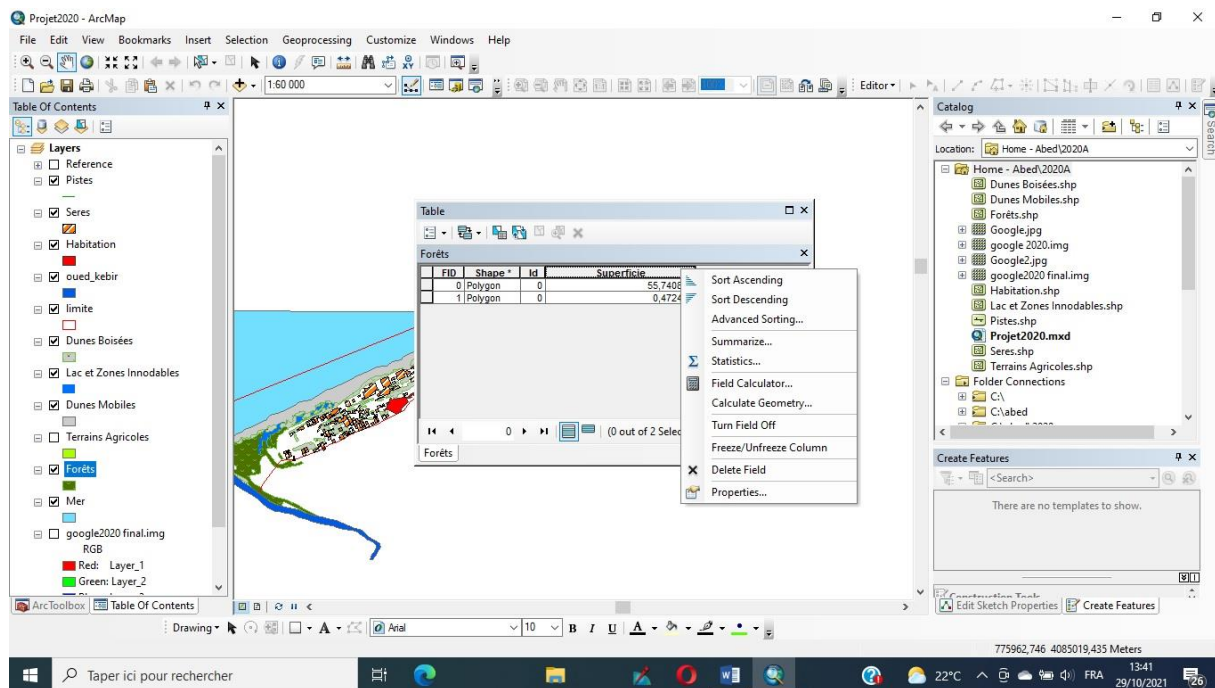 Projet2020 - ArcMap
File Edit View Bookmarks Insert Selection Geoprocessing Customize Windows Help
1:60 000
Editor
Table Of Contents
Layers
Reference
Pistes
Seres
Habitation
oued_kebir
limite
Dunes Boisées
Lac et Zones Innodables
Dunes Mobiles
Terrains Agricoles
Forêts
Mer
google2020 final.img
RGB
Red: Layer_1
Green: Layer_2
ArcToolbox Table Of Contents
Table
Forêts
FID Shape * Id Superficie
0 Polygon 0 55,7408
1 Polygon 0 0,4724
0 (0 out of 2 Selec
Forêts
Sort Ascending
Sort Descending
Advanced Sorting...
Summarize...
Statistics...
Field Calculator...
Calculate Geometry...
Turn Field Off
Freeze/Unfreeze Column
Delete Field
Properties...
Catalog
Search
Location: Home - Abed\2020A
Home - Abed\2020A
Dunes Boisées.shp
Dunes Mobiles.shp
Forêts.shp
Google.jpg
google 2020.img
Google2.jpg
google2020 final.img
Habitation.shp
Lac et Zones Innodables.shp
Pistes.shp
Projet2020.mxd
Seres.shp
Terrains Agricoles.shp
Folder Connections
C:\
C:\abed
Create Features
<Search>
There are no templates to show.
Construction Tools
Edit Sketch Properties Create Features
Drawing A Arial 10 B I U A
775962,746 4085019,435 Meters
Taper ici pour rechercher
22°C FRA 13:41
29/10/2021 26